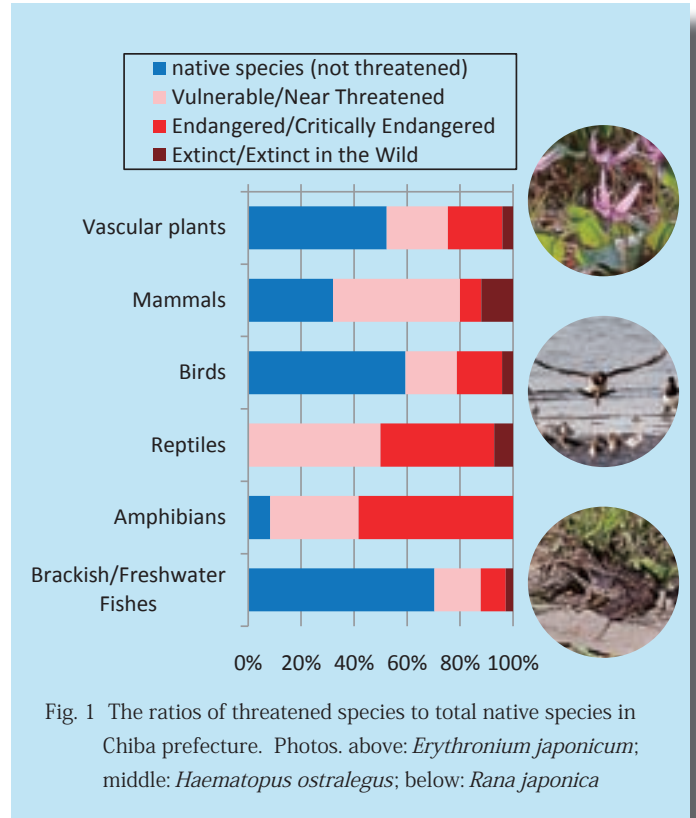 native species (not threatened)
Vulnerable/Near Threatened
Endangered/Critically Endangered
Extinct/Extinct in the Wild
Vascular plants
Mammals
Birds
Reptiles
Amphibians
Brackish/Freshwater
Fishes
0% 20% 40% 60% 80% 100%
Fig. 1 The ratios of threatened species to total native species in
Chiba prefecture. Photos. above: Erythronium japonicum;
middle: Haematopus ostralegus; below: Rana japonica